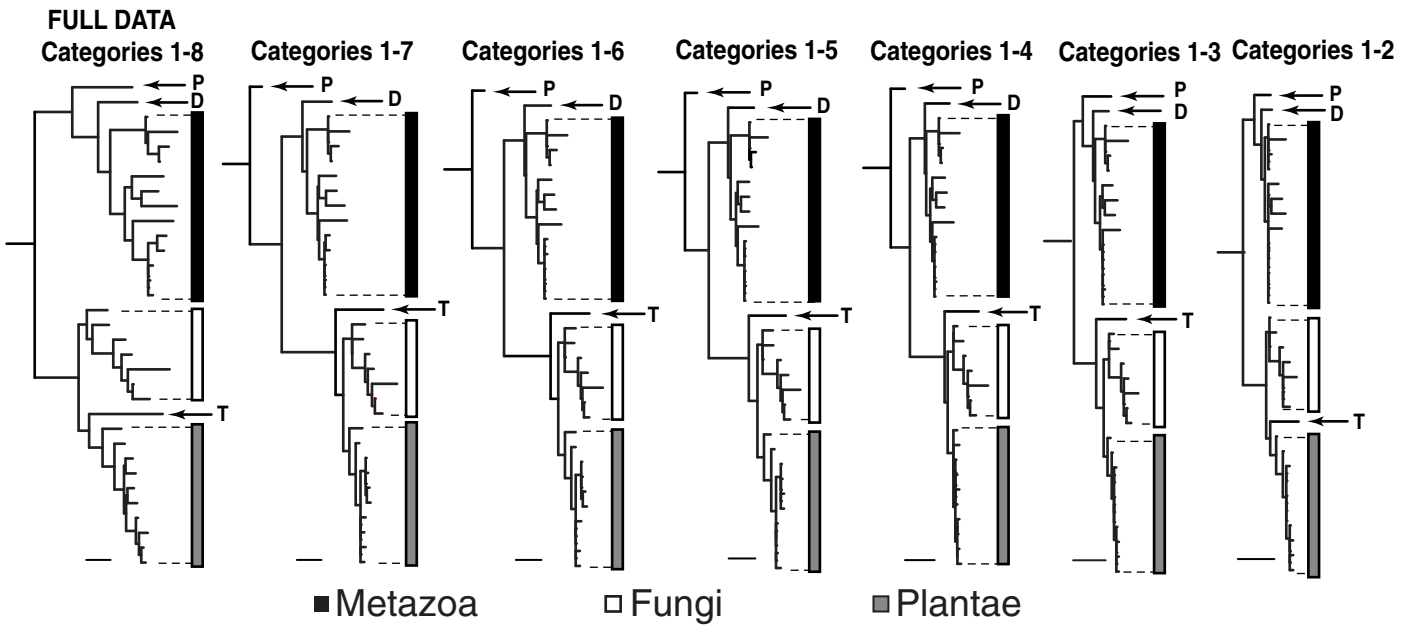 FULL DATA
Categories 1-8
Categories 1-7
Categories 1-6
Categories 1-5
Categories 1-4
Categories 1-3
Categories 1-2
P
D
T
P
D
T
P
D
T
P
D
T
P
D
T
P
D
T
P
D
T
Metazoa
Fungi
Plantae